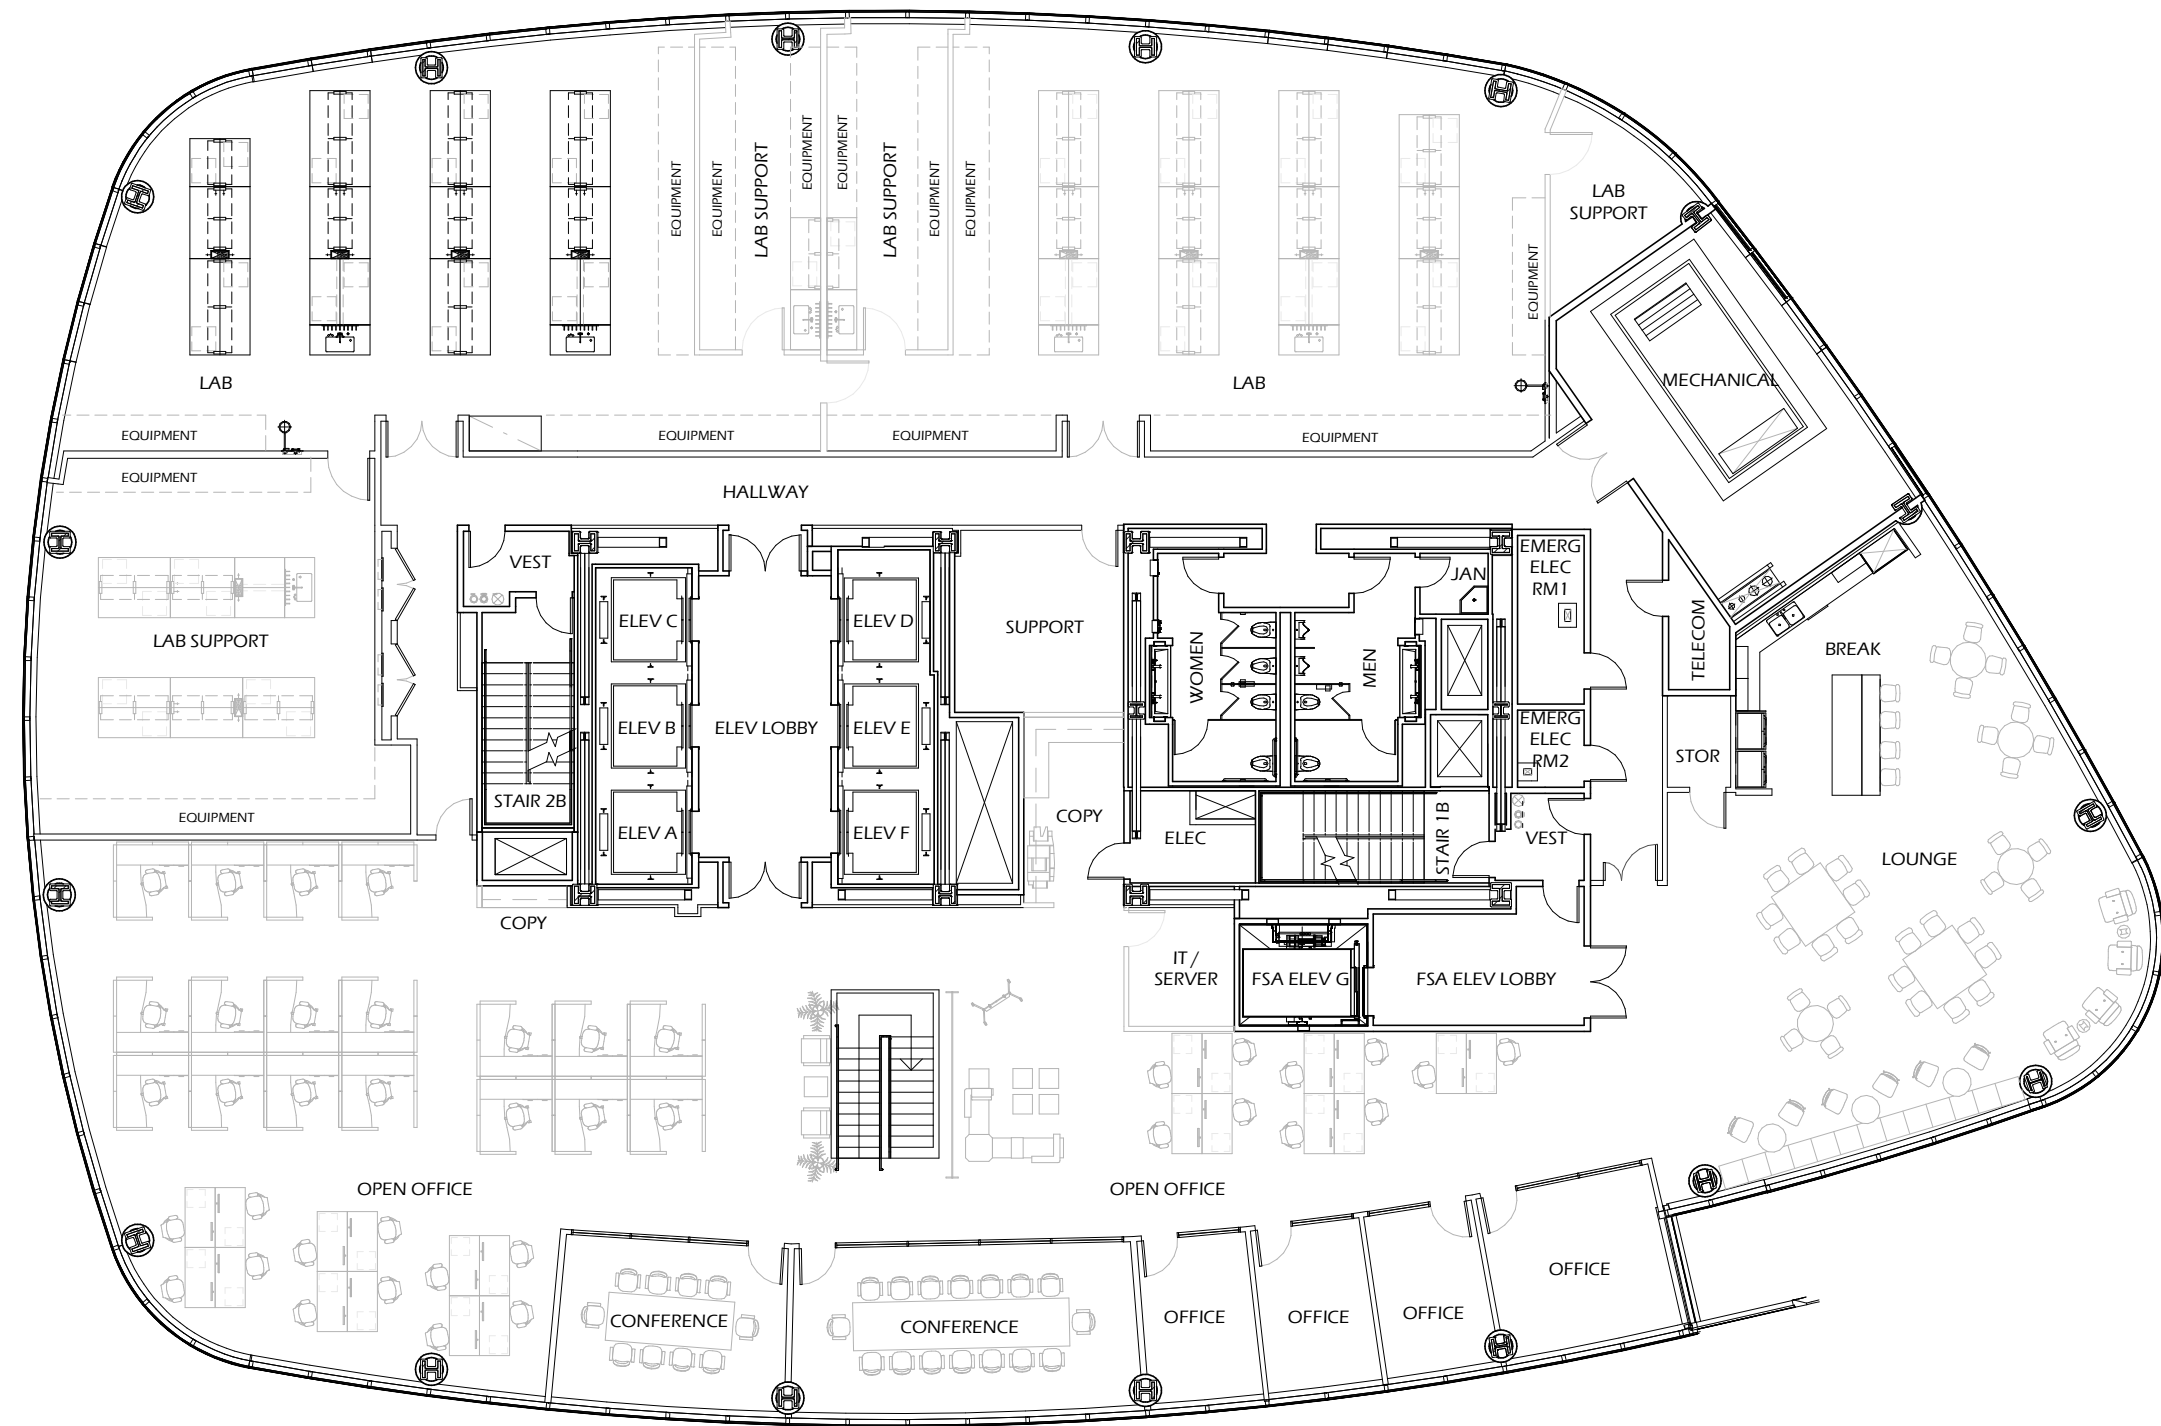 EQUIPMENT
EQUIPMENT
LAB SUPPORT
EQUIPMENT
EQUIPMENT
LAB SUPPORT
EQUIPMENT
EQUIPMENT
LAB
SUPPORT
EQUIPMENT
LAB
LAB
MECHANICAL
EQUIPMENT
EQUIPMENT
EQUIPMENT
EQUIPMENT
EQUIPMENT
HALLWAY
VEST
EMERG
ELEC
RM1
JAN
ELEV C
ELEV D
SUPPORT
LAB SUPPORT
WOMEN
MEN
TELECOM
BREAK
ELEV B
ELEV LOBBY
ELEV E
EMERG
ELEC
RM2
STOR
STAIR 2B
EQUIPMENT
COPY
ELEV A
ELEV F
ELEC
STAIR 1B
VEST
LOUNGE
COPY
IT /
SERVER
FSA ELEV G
FSA ELEV LOBBY
OPEN OFFICE
OPEN OFFICE
OFFICE
CONFERENCE
CONFERENCE
OFFICE
OFFICE
OFFICE